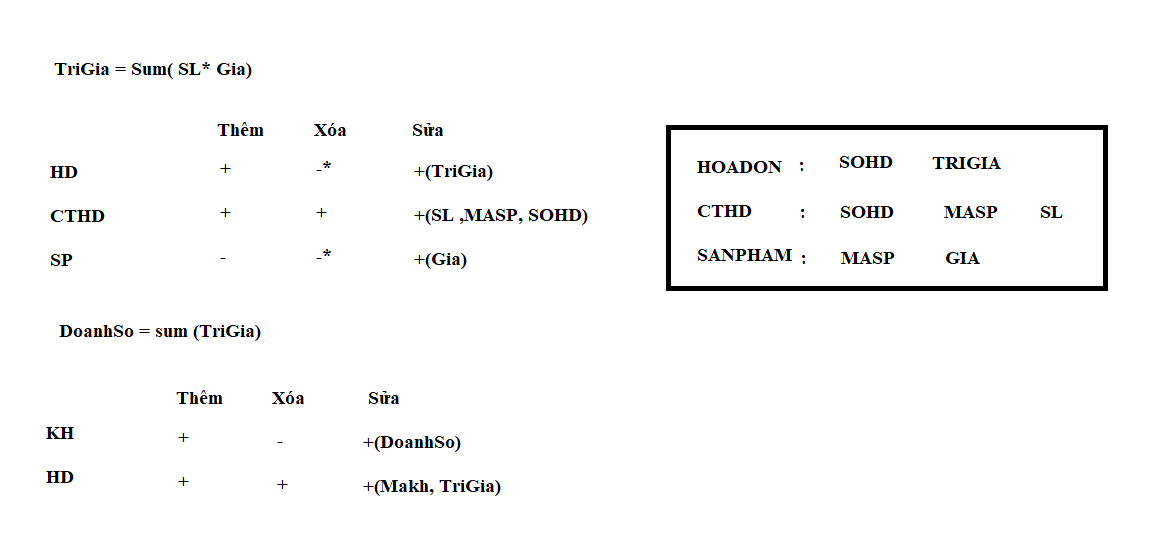 TriGia = Sum( SL* Gia)
Thêm Xóa Sửa
HD + -* +(TriGia)
CTHD + + +(SL ,MASP, SOHD)
SP - -* +(Gia)
HOADON : SOHD TRIGIA
CTHD : SOHD MASP SL
SANPHAM : MASP GIA
DoanhSo = sum (TriGia)
Thêm Xóa Sửa
KH + - +(DoanhSo)
HD + + +(Makh, TriGia)